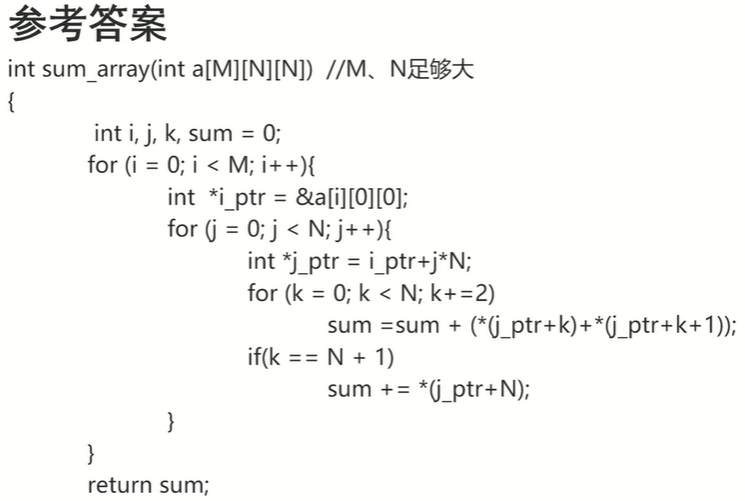 参考答案
int sum_array(int a[M][N][N])  //M、N足够大
{
int i, j, k, sum = 0;
for (i = 0; i < M; i++){
int  *i_ptr = &a[i][0][0];
for (j = 0; j < N; j++){
int *j_ptr = i_ptr+j*N;
for (k = 0; k < N; k+=2)
sum =sum + (*(j_ptr+k)+*(j_ptr+k+1));
if(k == N + 1)
sum += *(j_ptr+N);
}
}
return sum;